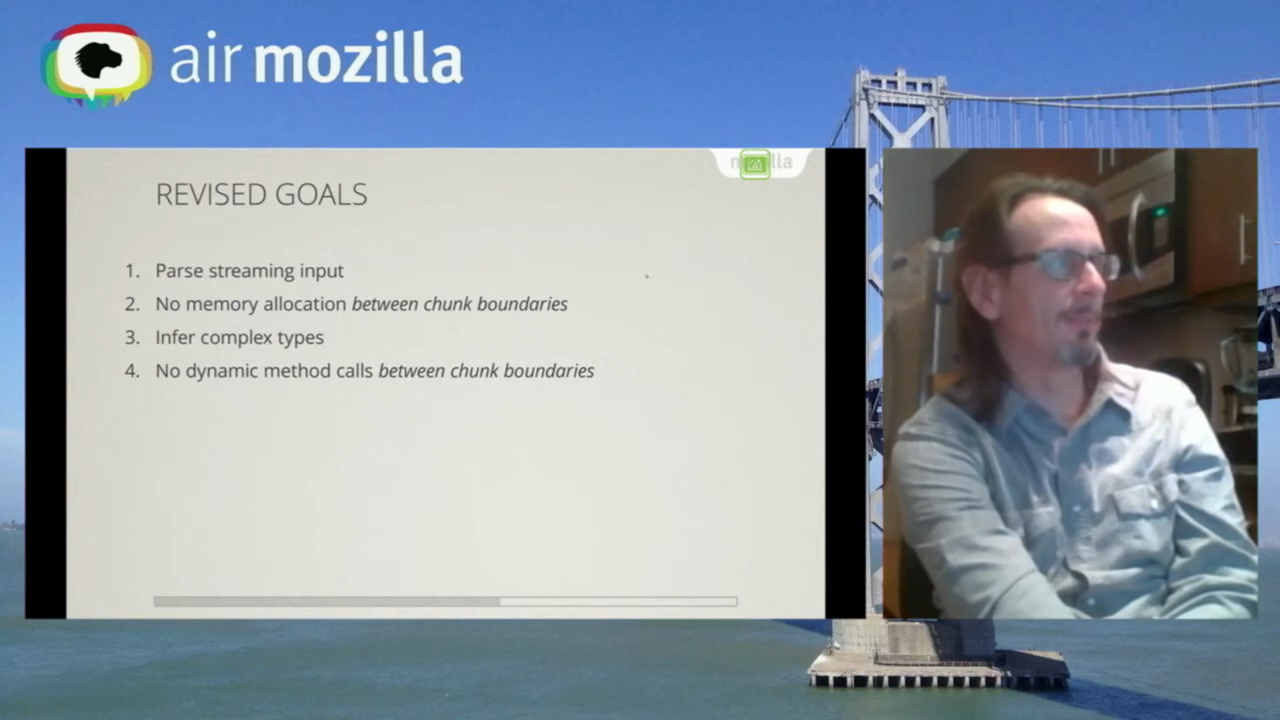 air mozilla
mozilla
REVISED GOALS
1. Parse streaming input
2. No memory allocation between chunk boundaries
3. Infer complex types
4. No dynamic method calls between chunk boundaries